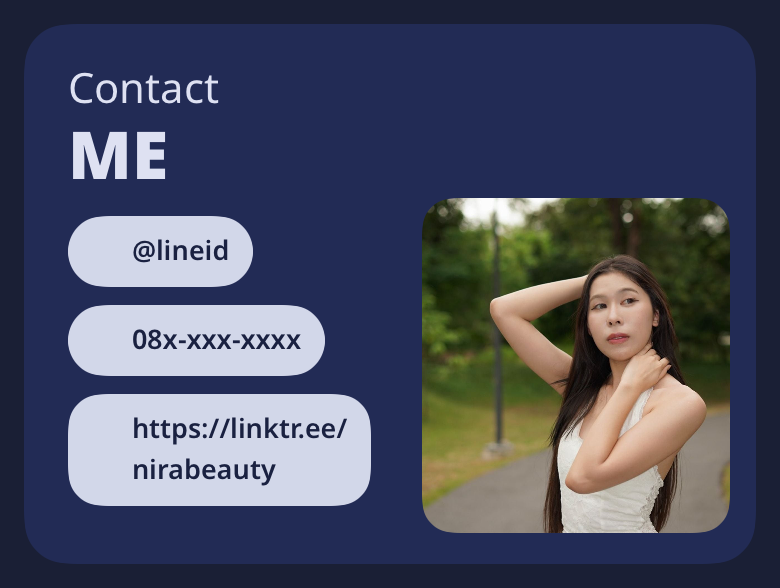 Contact
ME
@lineid
08x-xxx-xxxx
https://linktr.ee/
nirabeauty